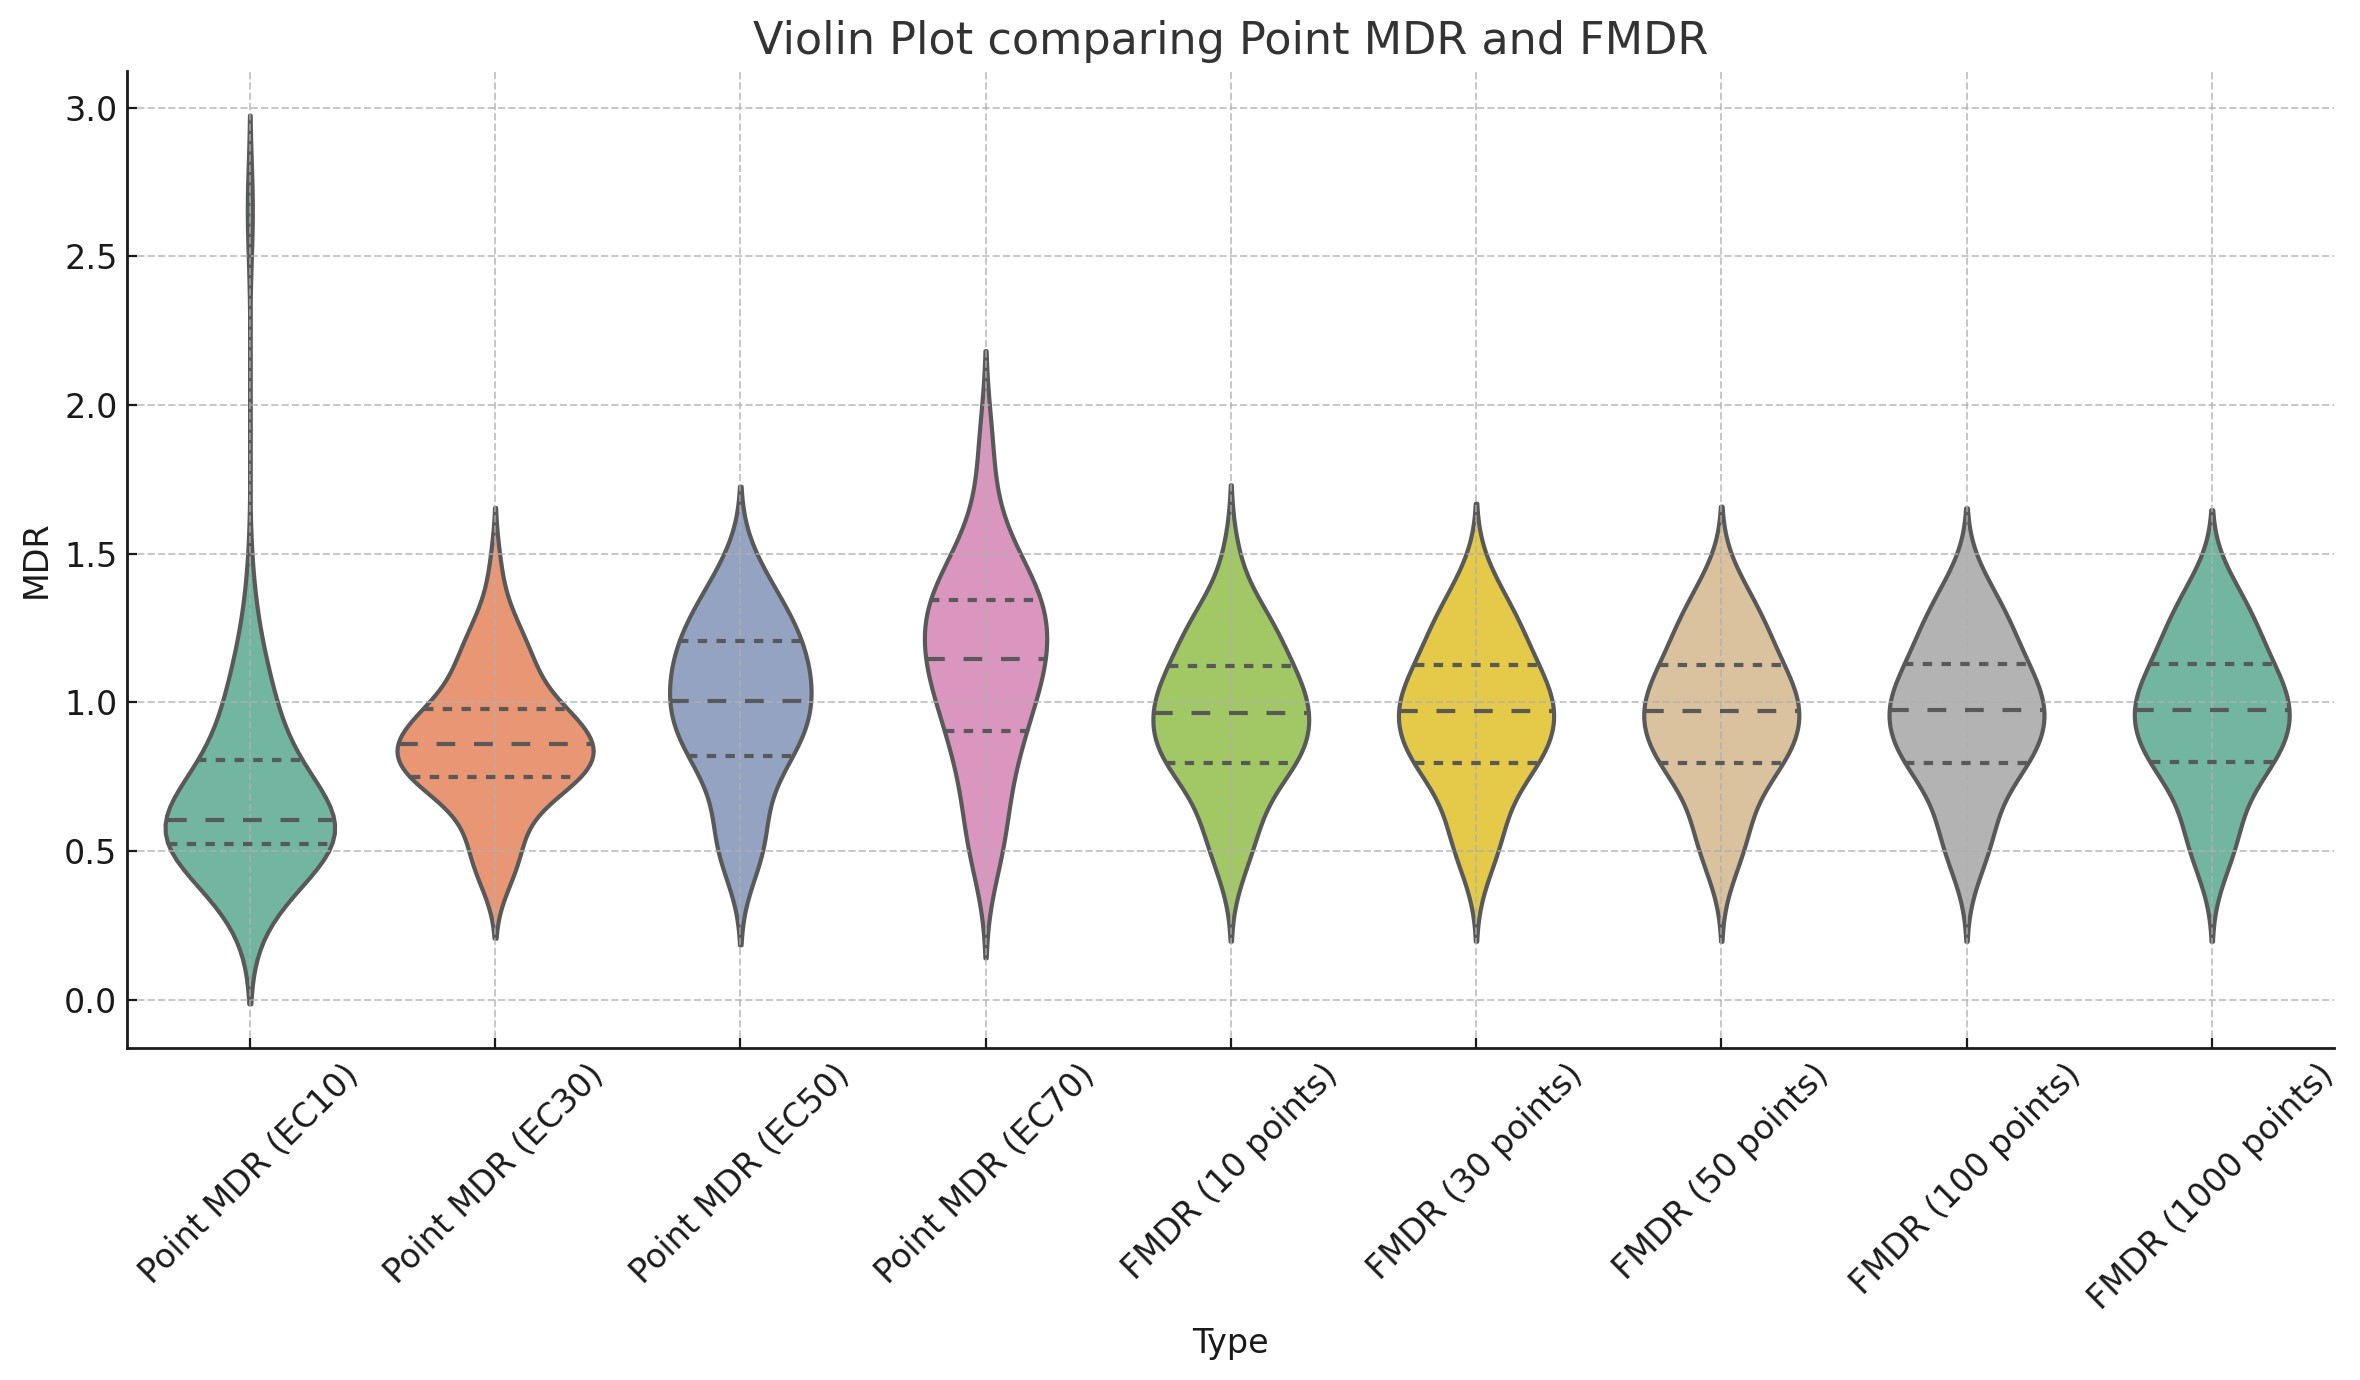 Violin Plot comparing Point MDR and FMDR
3.0
2.5
2.0
1.5
1.0
0.5
0.0
MDR
Point MDR (EC10)
Point MDR (EC30)
Point MDR (EC50)
Point MDR (EC70)
FMDR (10 points)
FMDR (30 points)
FMDR (50 points)
FMDR (100 points)
FMDR (1000 points)
Type